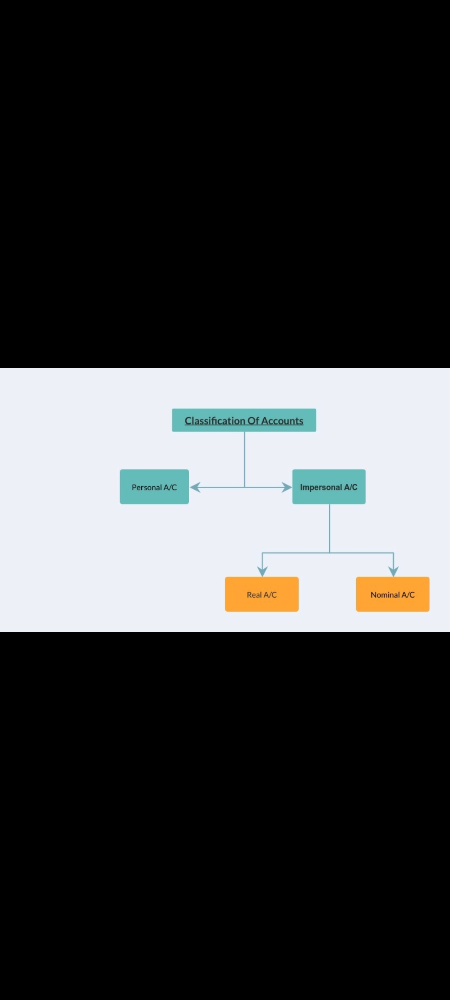 Classification Of Accounts
Personal A/C
Impersonal A/C
Real A/C
Nominal A/C